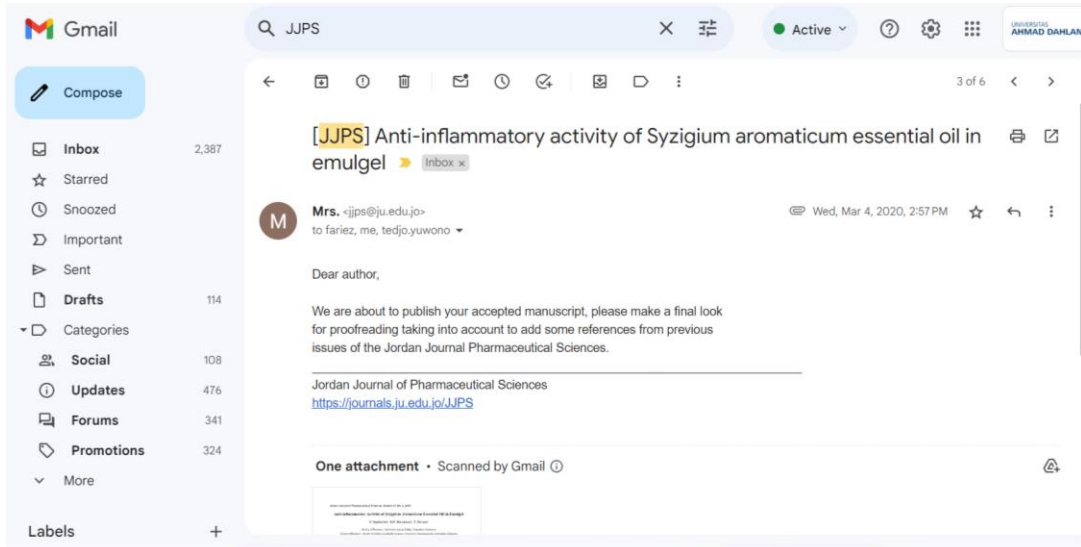 Gmail
JJPS
Active
UNIVERSITAS
AHMAD DAHLAN
Compose
3 of 6
[JJPS] Anti-inflammatory activity of Syzigium aromaticum essential oil in
emulgel Inbox x
Inbox 2,387
Starred
Snoozed
Important
Sent
Drafts 114
Categories
Social 108
Updates 476
Forums 341
Promotions 324
More
Labels +
M
Mrs. <jjps@ju.edu.jo> Wed, Mar 4, 2020, 2:57 PM
to fariez, me, tedjo.yuwono
Dear author,
We are about to publish your accepted manuscript, please make a final look
for proofreading taking into account to add some references from previous
issues of the Jordan Journal Pharmaceutical Sciences.
Jordan Journal of Pharmaceutical Sciences
https://journals.ju.edu.jo/JJPS
One attachment • Scanned by Gmail